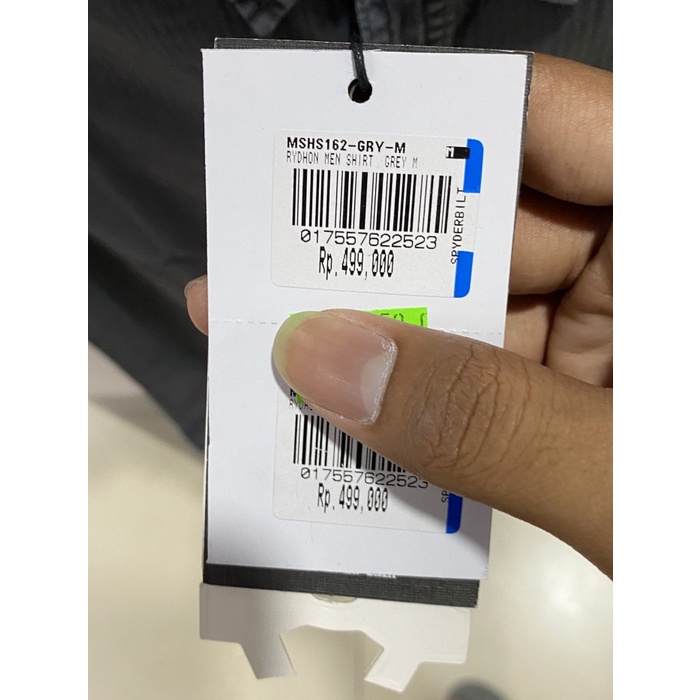 MSHS162-GRY-M
RYDHON MEN SHIRT GREY M
M
SPYDERBILT
017557622523
Rp. 499,000
017557622523
Rp. 499,000